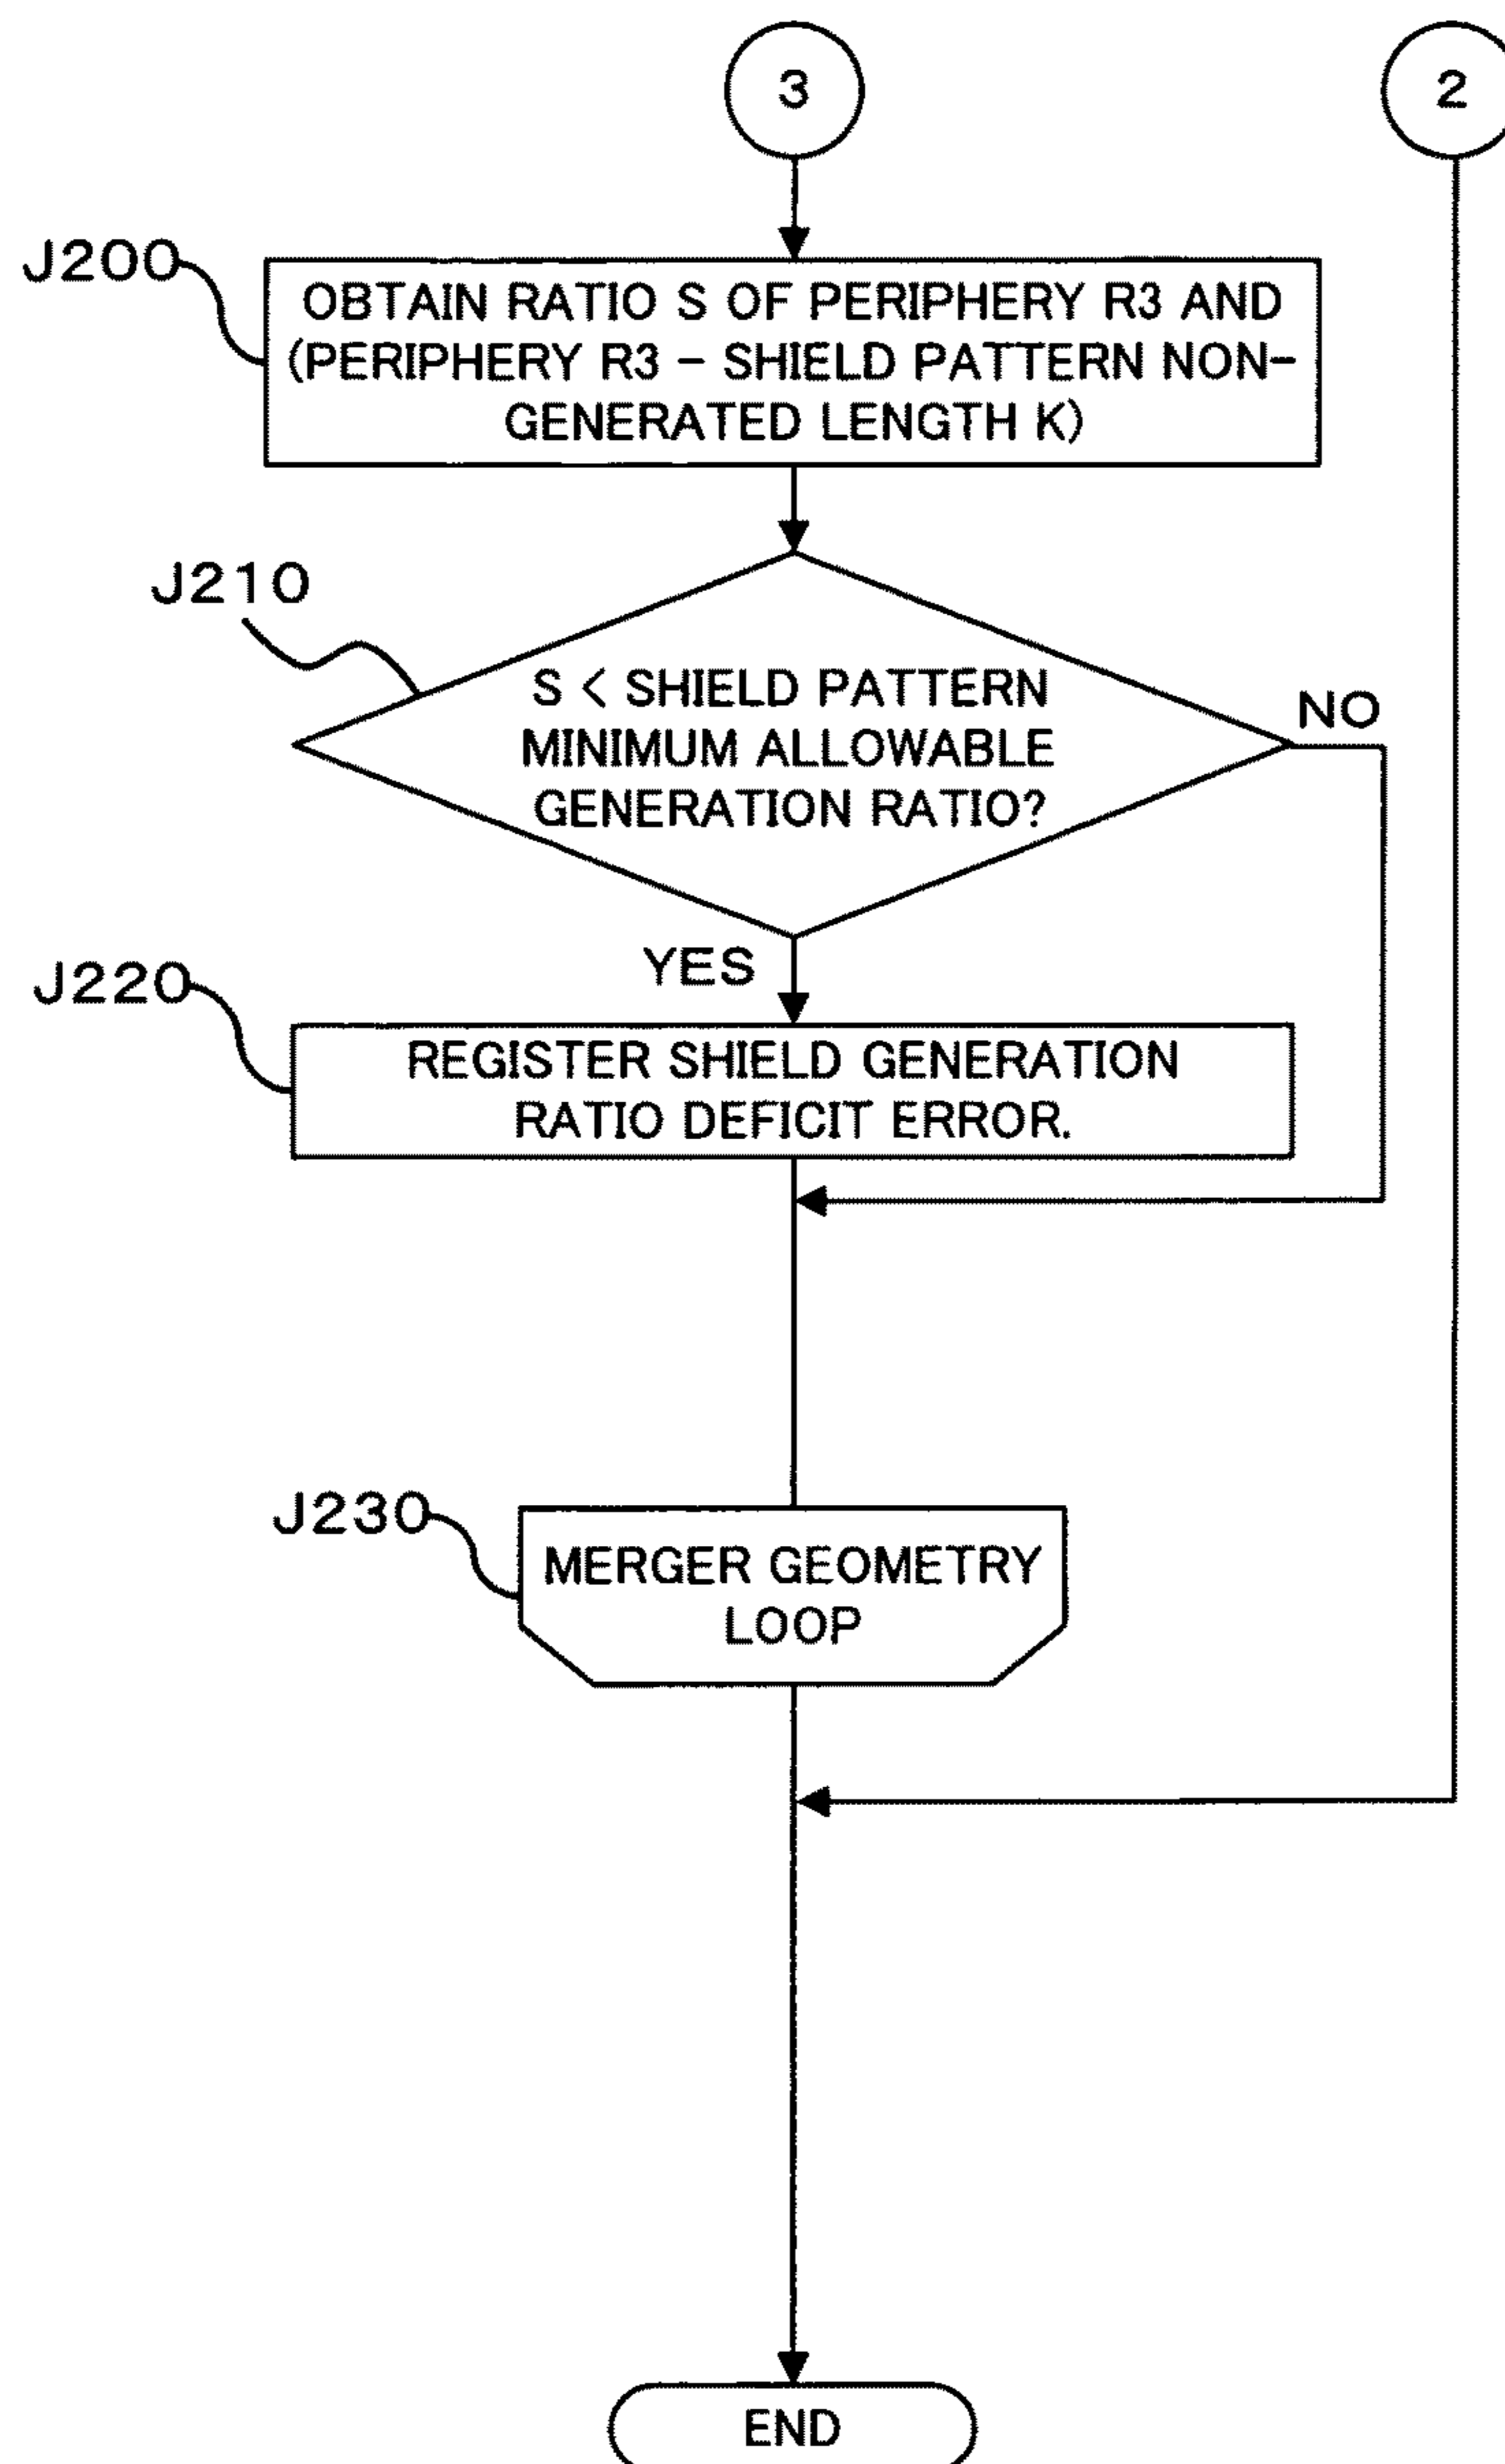 3
2
J200
OBTAIN RATIO S OF PERIPHERY R3 AND
(PERIPHERY R3 - SHIELD PATTERN NON-
GENERATED LENGTH K)
J210
S < SHIELD PATTERN
MINIMUM ALLOWABLE
GENERATION RATIO?
NO
YES
J220
REGISTER SHIELD GENERATION
RATIO DEFICIT ERROR.
J230
MERGER GEOMETRY
LOOP
END